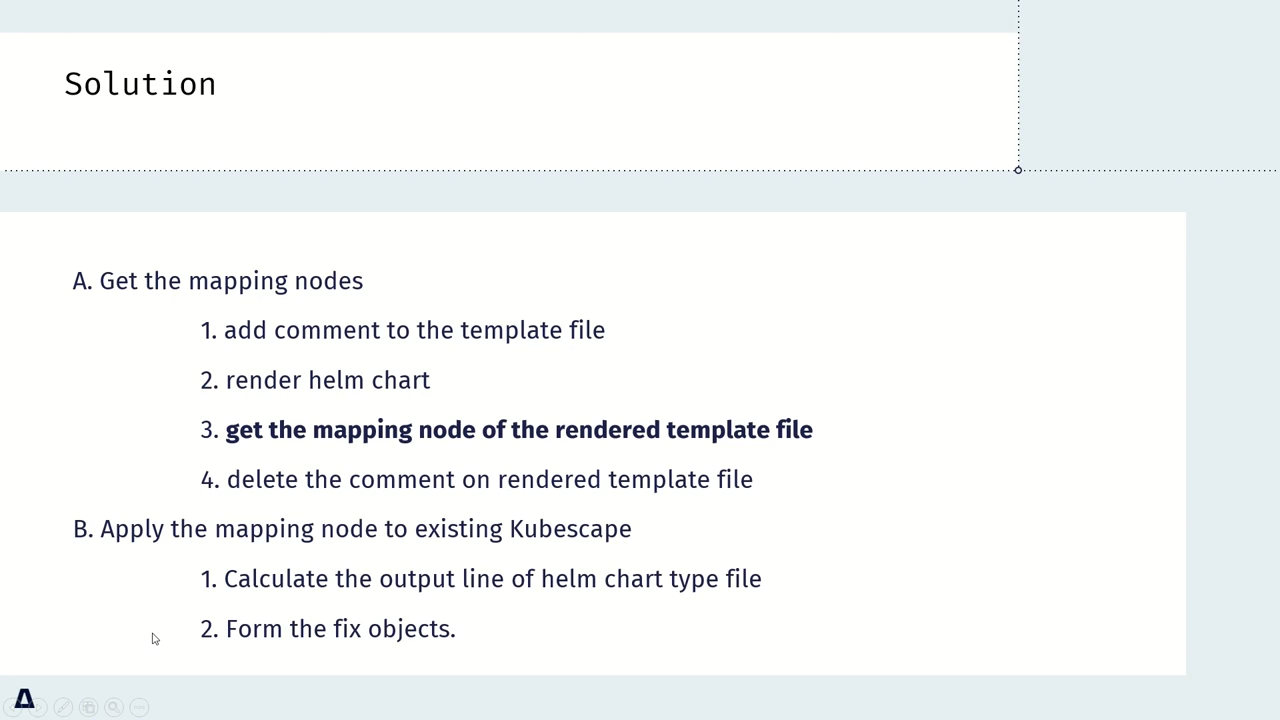 Solution
A. Get the mapping nodes
1. add comment to the template file
2. render helm chart
3. get the mapping node of the rendered template file
4. delete the comment on rendered template file
B. Apply the mapping node to existing Kubescape
1. Calculate the output line of helm chart type file
2. Form the fix objects.